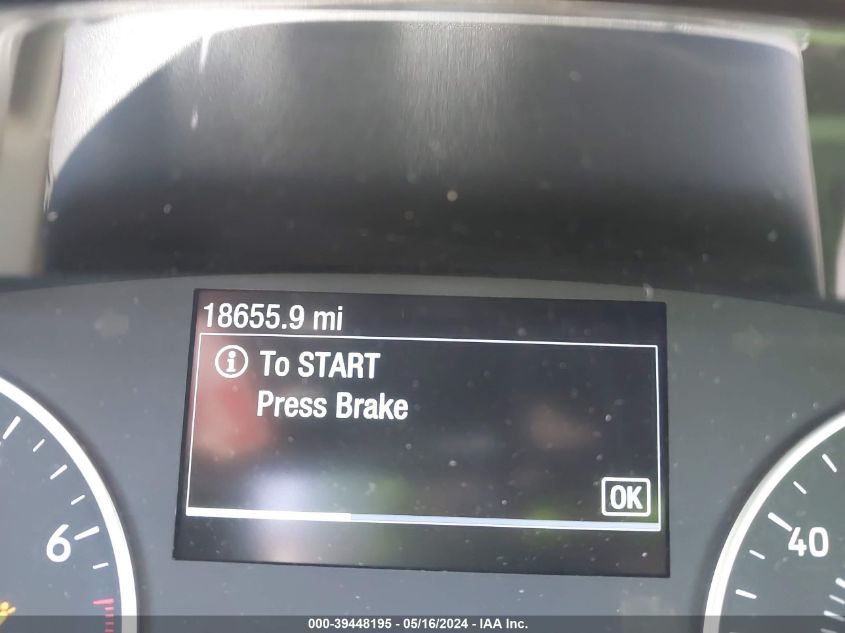 18655.9 mi
i To START
Press Brake
OK
6
40
000-39448195 - 05/16/2024 - IAA Inc.